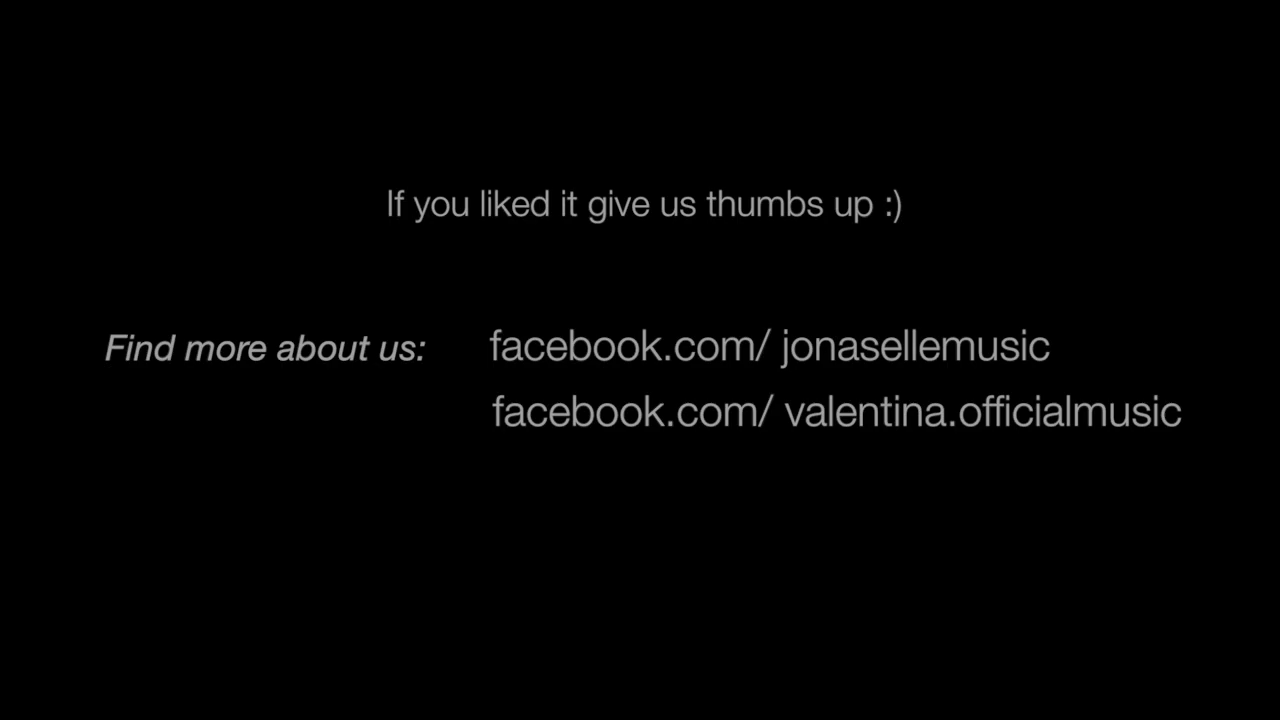 If you liked it give us thumbs up :)
Find more about us: facebook.com/ jonasellemusic
facebook.com/ valentina.officialmusic